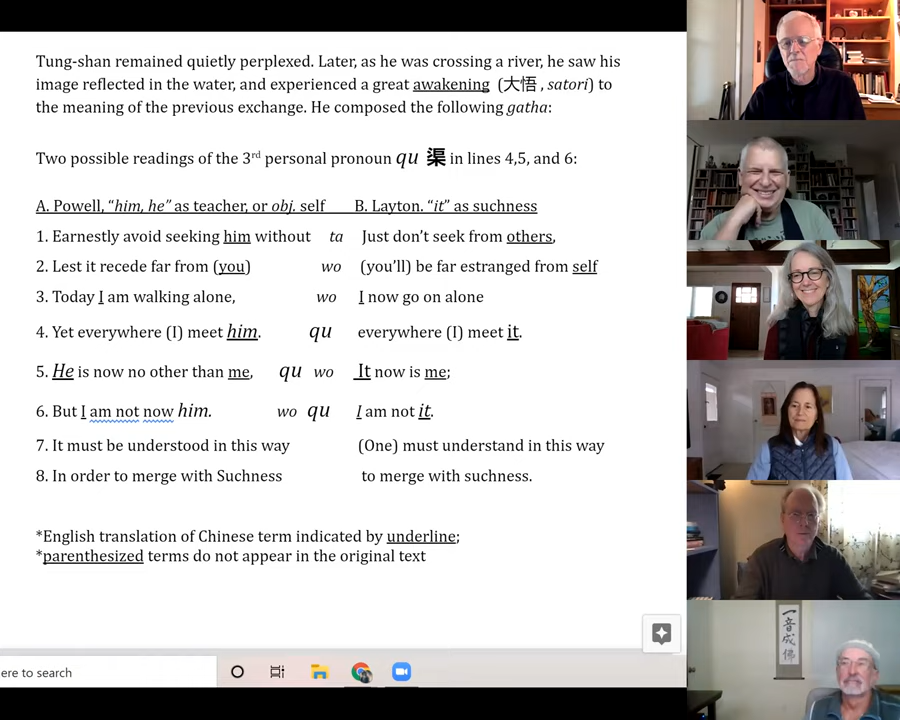 Tung-shan remained quietly perplexed. Later, as he was crossing a river, he saw his
image reflected in the water, and experienced a great awakening (大悟 , satori) to
the meaning of the previous exchange. He composed the following gatha:
Two possible readings of the 3rd personal pronoun qu 渠 in lines 4,5, and 6:
A. Powell, “him, he” as teacher, or obj. self B. Layton. “it” as suchness
1. Earnestly avoid seeking him without ta Just don’t seek from others,
2. Lest it recede far from (you) wo (you’ll) be far estranged from self
3. Today I am walking alone, wo I now go on alone
4. Yet everywhere (I) meet him. qu everywhere (I) meet it.
5. He is now no other than me, qu wo It now is me;
6. But I am not now him. wo qu I am not it.
7. It must be understood in this way (One) must understand in this way
8. In order to merge with Suchness to merge with suchness.
*English translation of Chinese term indicated by underline;
*parenthesized terms do not appear in the original text
ere to search
一音成佛